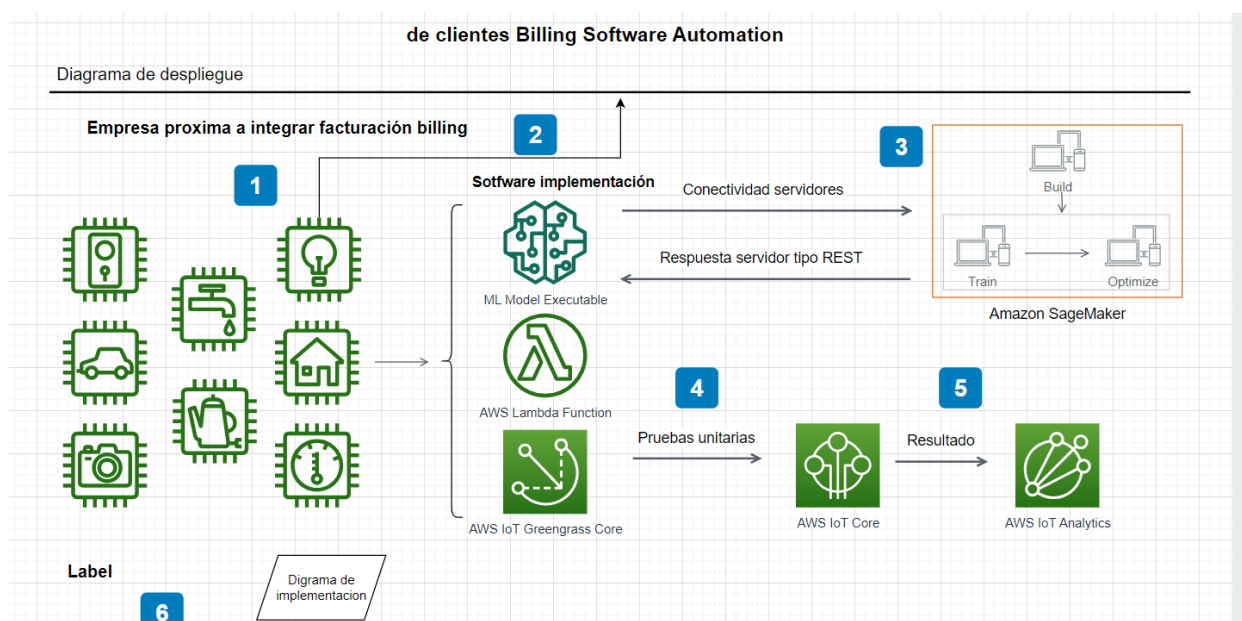 de clientes Billing Software Automation
Diagrama de despliegue
Empresa proxima a integrar facturación billing
2
3
1
Sotfware implementación
Conectividad servidores
Build
Respuesta servidor tipo REST
Train
Optimize
ML Model Executable
Amazon SageMaker
4
5
AWS Lambda Function
Pruebas unitarias
Resultado
AWS IoT Greengrass Core
AWS IoT Core
AWS IoT Analytics
Label
Digrama de
implementacion
6